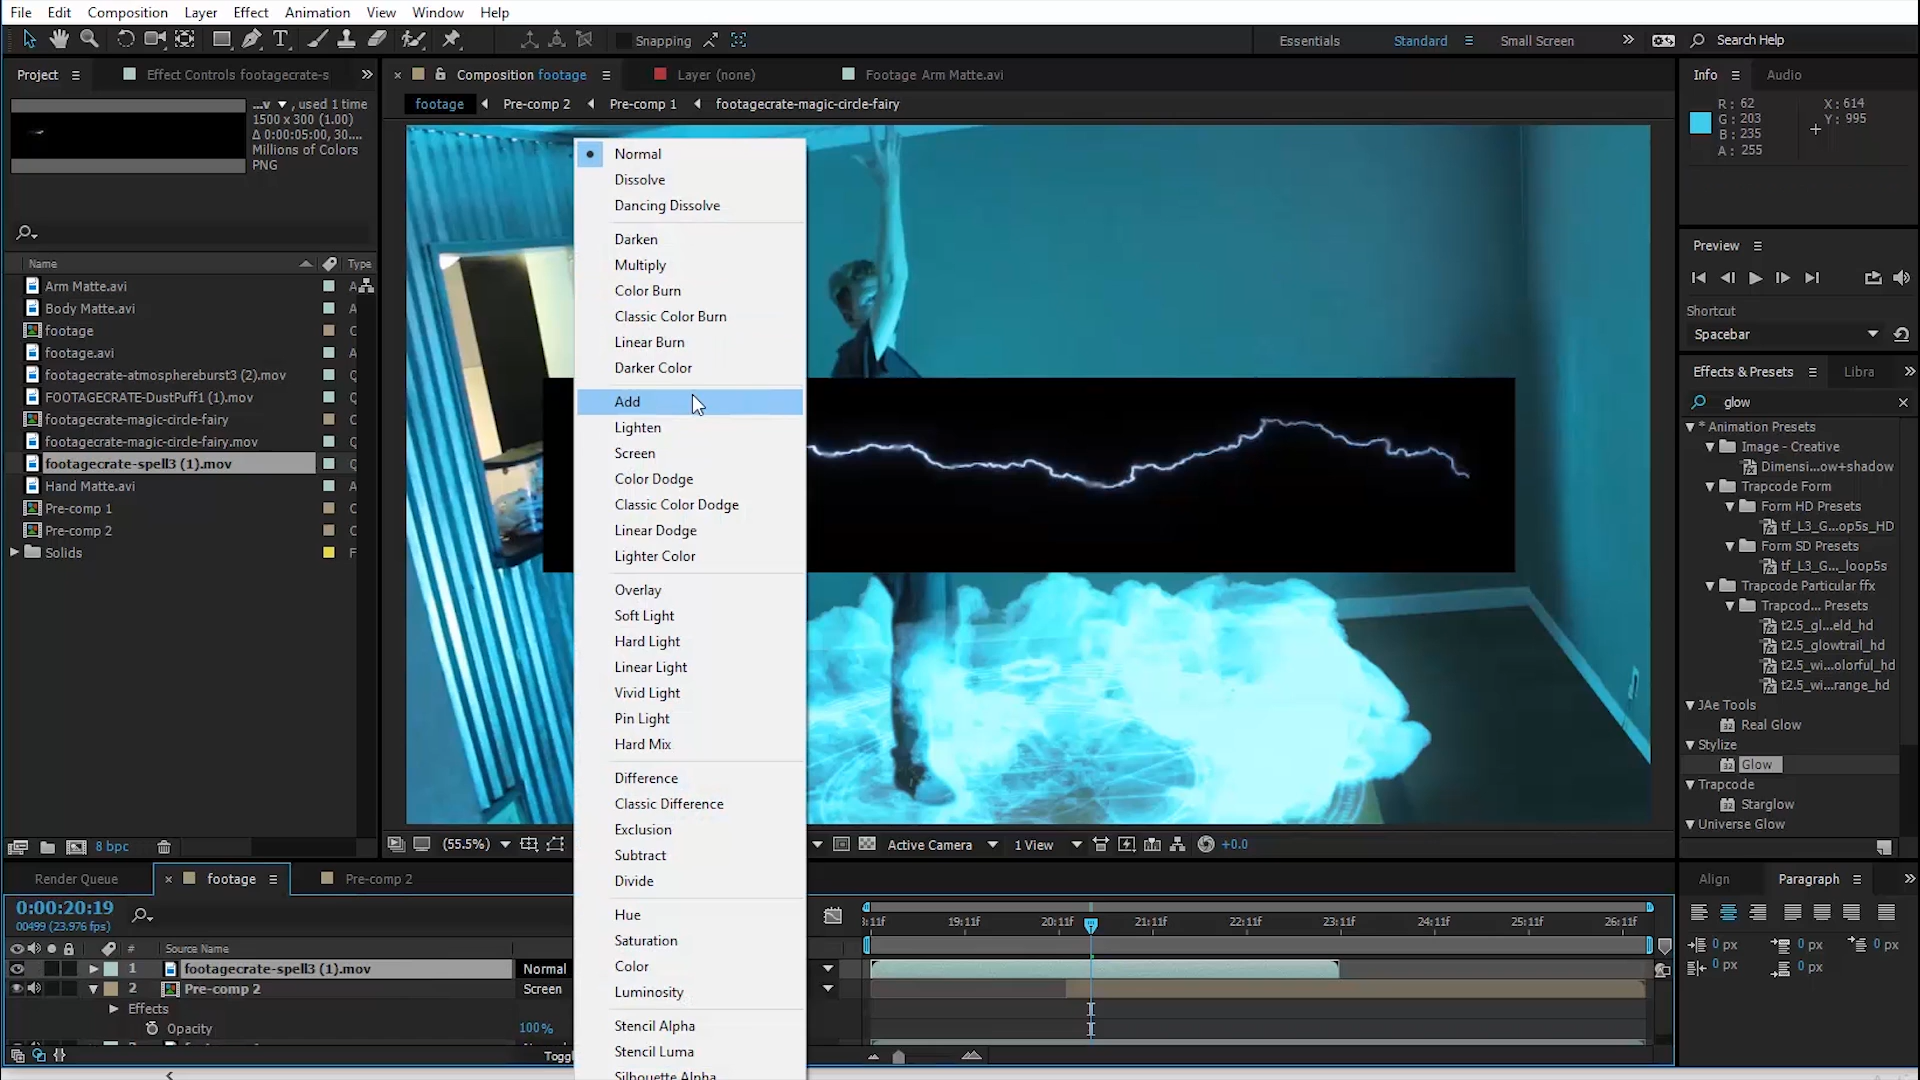 File Edit Composition Layer Effect Animation View Window Help
Snapping
Essentials Standard Small Screen Search Help
Project Effect Controls footagecrate-s
Composition footage Layer (none) Footage Arm Matte.avi
footage Pre-comp 2 Pre-comp 1 footagecrate-magic-circle-fairy
...v , used 1 time
1500 x 300 (1.00)
Δ 0:00:05:00, 30....
Millions of Colors
PNG
Name Type
Arm Matte.avi A
Body Matte.avi A
footage C
footage.avi A
footagecrate-atmosphereburst3 (2).mov Q
FOOTAGECRATE-DustPuff1 (1).mov Q
footagecrate-magic-circle-fairy C
footagecrate-magic-circle-fairy.mov Q
footagecrate-spell3 (1).mov Q
Hand Matte.avi A
Pre-comp 1 C
Pre-comp 2 C
Solids F
8 bpc
Normal
Dissolve
Dancing Dissolve
Darken
Multiply
Color Burn
Classic Color Burn
Linear Burn
Darker Color
Add
Lighten
Screen
Color Dodge
Classic Color Dodge
Linear Dodge
Lighter Color
Overlay
Soft Light
Hard Light
Linear Light
Vivid Light
Pin Light
Hard Mix
Difference
Classic Difference
Exclusion
Subtract
Divide
Hue
Saturation
Color
Luminosity
Stencil Alpha
Stencil Luma
Silhouette Alpha
(55.5%) Active Camera 1 View +0.0
Info Audio
R: 62
G: 203
B: 235
A: 255
X: 614
Y: 995
Preview
Shortcut
Spacebar
Effects & Presets Libra
glow
* Animation Presets
Image - Creative
Dimensi...ow+shadow
Trapcode Form
Form HD Presets
tf_L3_G...op5s_HD
Form SD Presets
tf_L3_G..._loop5s
Trapcode Particular ffx
Trapcod... Presets
t2.5_gl...eld_hd
t2.5_glowtrail_hd
t2.5_wi...olorful_hd
t2.5_wi...range_hd
JAe Tools
32 Real Glow
Stylize
32 Glow
Trapcode
32 Starglow
Universe Glow
Align Paragraph
0 px 0 px 0 px
0 px 0 px
Render Queue footage Pre-comp 2
0:00:20:19
00499 (23.976 fps)
19:11f 20:11f 21:11f 22:11f 23:11f 24:11f 25:11f 26:11f
# Source Name
1 footagecrate-spell3 (1).mov Normal
2 Pre-comp 2 Screen
Effects
Opacity 100%